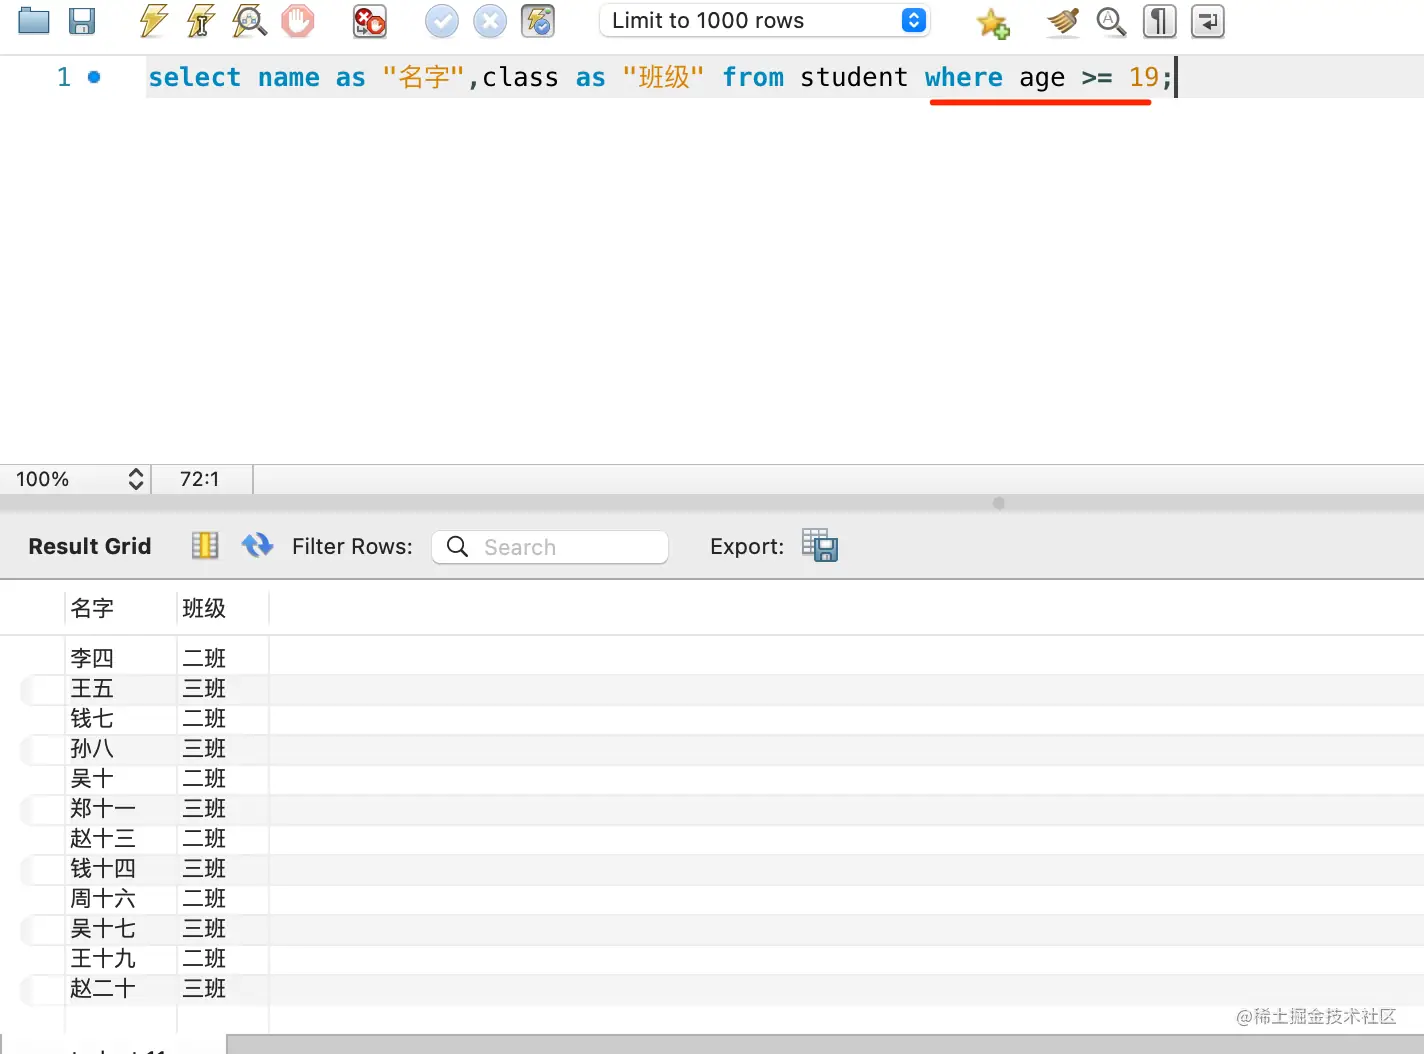 Limit to 1000 rows
1 select name as "名字",class as "班级" from student where age >= 19;
100% 72:1
Result Grid Filter Rows: Search Export:
名字 班级
李四 二班
王五 三班
钱七 二班
孙八 三班
吴十 二班
郑十一 三班
赵十三 二班
钱十四 三班
周十六 二班
吴十七 三班
王十九 二班
赵二十 三班
@稀土掘金技术社区